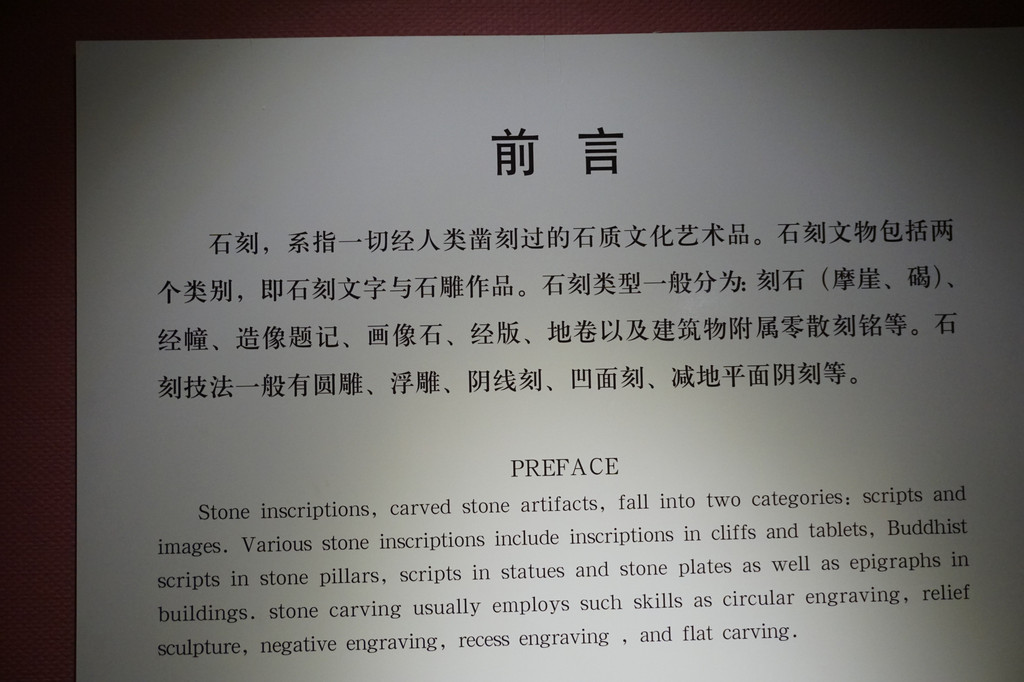 前 言
石刻，系指一切经人类凿刻过的石质文化艺术品。石刻文物包括两
个类别，即石刻文字与石雕作品。石刻类型一般分为：刻石（摩崖、碣）、
经幢、造像题记、画像石、经版、地卷以及建筑物附属零散刻铭等。石
刻技法一般有圆雕、浮雕、阴线刻、凹面刻、减地平面阴刻等。
PREFACE
Stone inscriptions, carved stone artifacts, fall into two categories: scripts and
images. Various stone inscriptions include inscriptions in cliffs and tablets, Buddhist
scripts in stone pillars, scripts in statues and stone plates as well as epigraphs in
buildings. stone carving usually employs such skills as circular engraving, relief
sculpture, negative engraving, recess engraving , and flat carving.